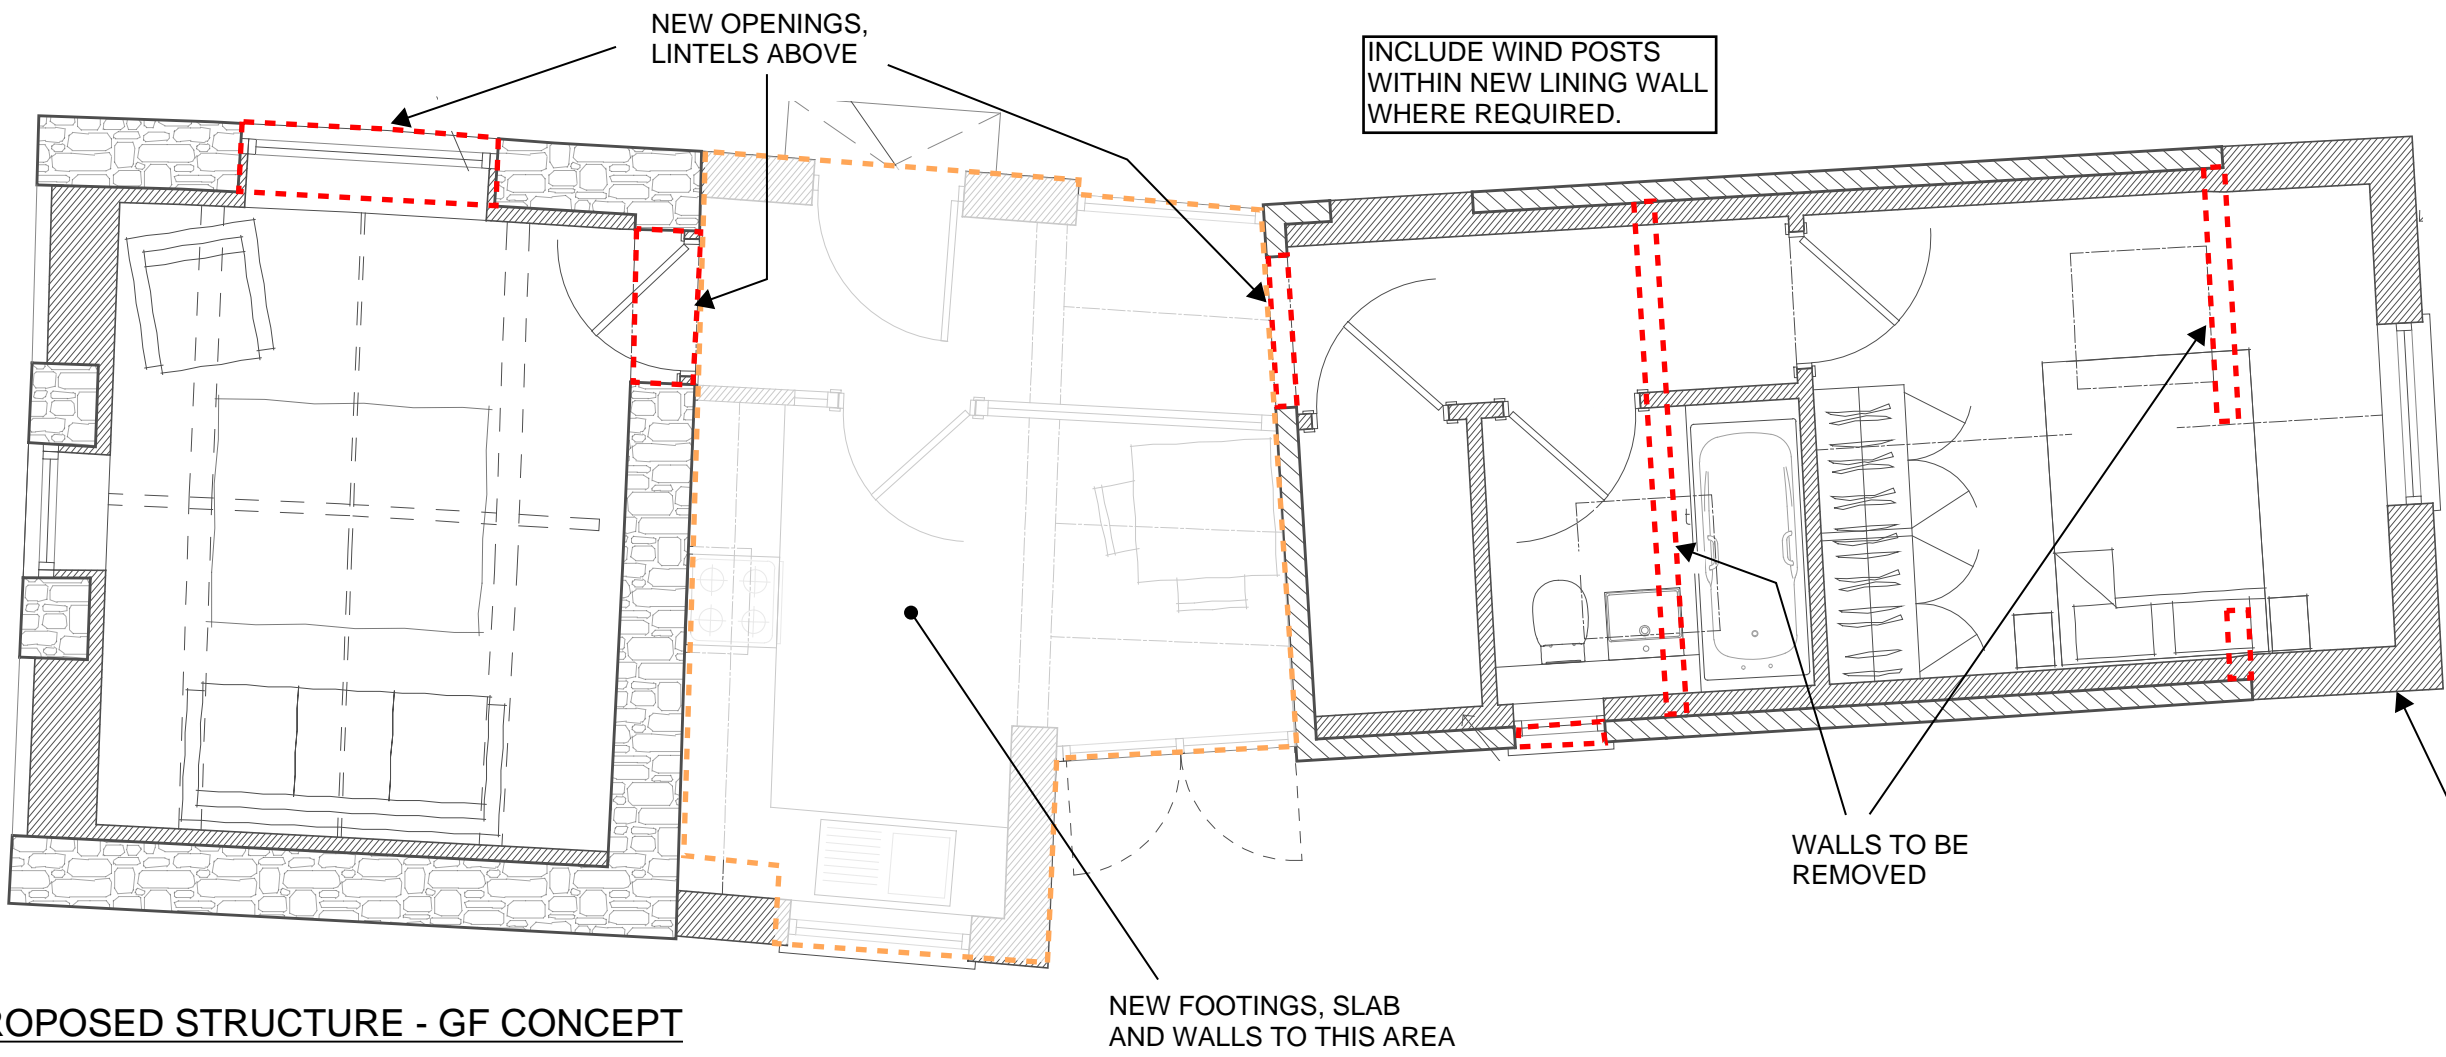 NEW OPENINGS,
LINTELS ABOVE
INCLUDE WIND POSTS
WITHIN NEW LINING WALL
WHERE REQUIRED.
WALLS TO BE
REMOVED
NEW FOOTINGS, SLAB
AND WALLS TO THIS AREA
ROPOSED STRUCTURE - GF CONCEPT